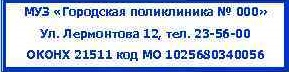 МУЗ «Городская поликлиника № 000»
Ул. Лермонтова 12, тел. 23-56-00
ОКОНХ 21511 код МО 1025680340056